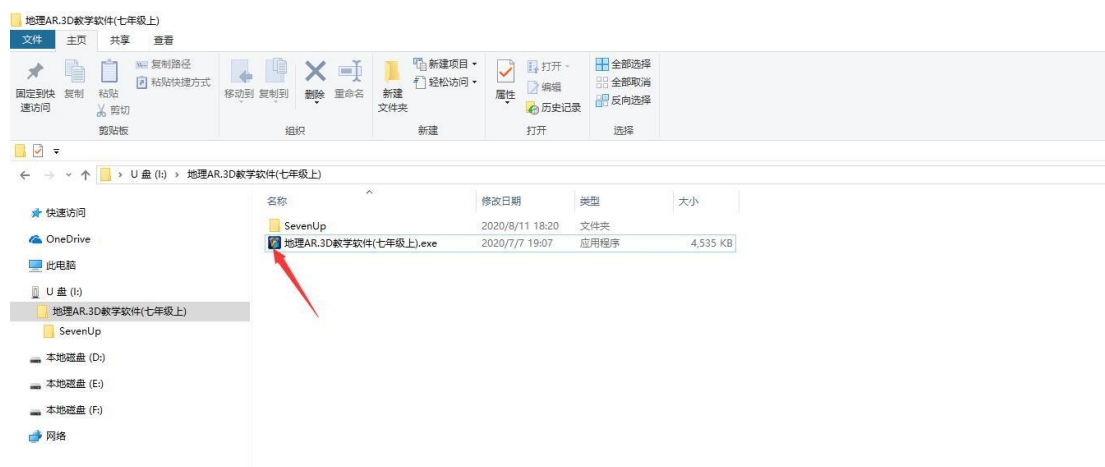 地理AR.3D教学软件(七年级上)
文件 主页 共享 查看
固定到快速访问
复制
粘贴
复制路径
粘贴快捷方式
剪切
剪贴板
移动到 复制到 删除 重命名
组织
新建文件夹
新建项目
轻松访问
新建
属性
打开
编辑
历史记录
打开
全部选择
全部取消
反向选择
选择
U 盘 (I:) › 地理AR.3D教学软件(七年级上)
快速访问
OneDrive
此电脑
U 盘 (I:)
地理AR.3D教学软件(七年级上)
SevenUp
本地磁盘 (D:)
本地磁盘 (E:)
本地磁盘 (F:)
网络
名称 修改日期 类型 大小
SevenUp 2020/8/11 18:20 文件夹
地理AR.3D教学软件(七年级上).exe 2020/7/7 19:07 应用程序 4,535 KB